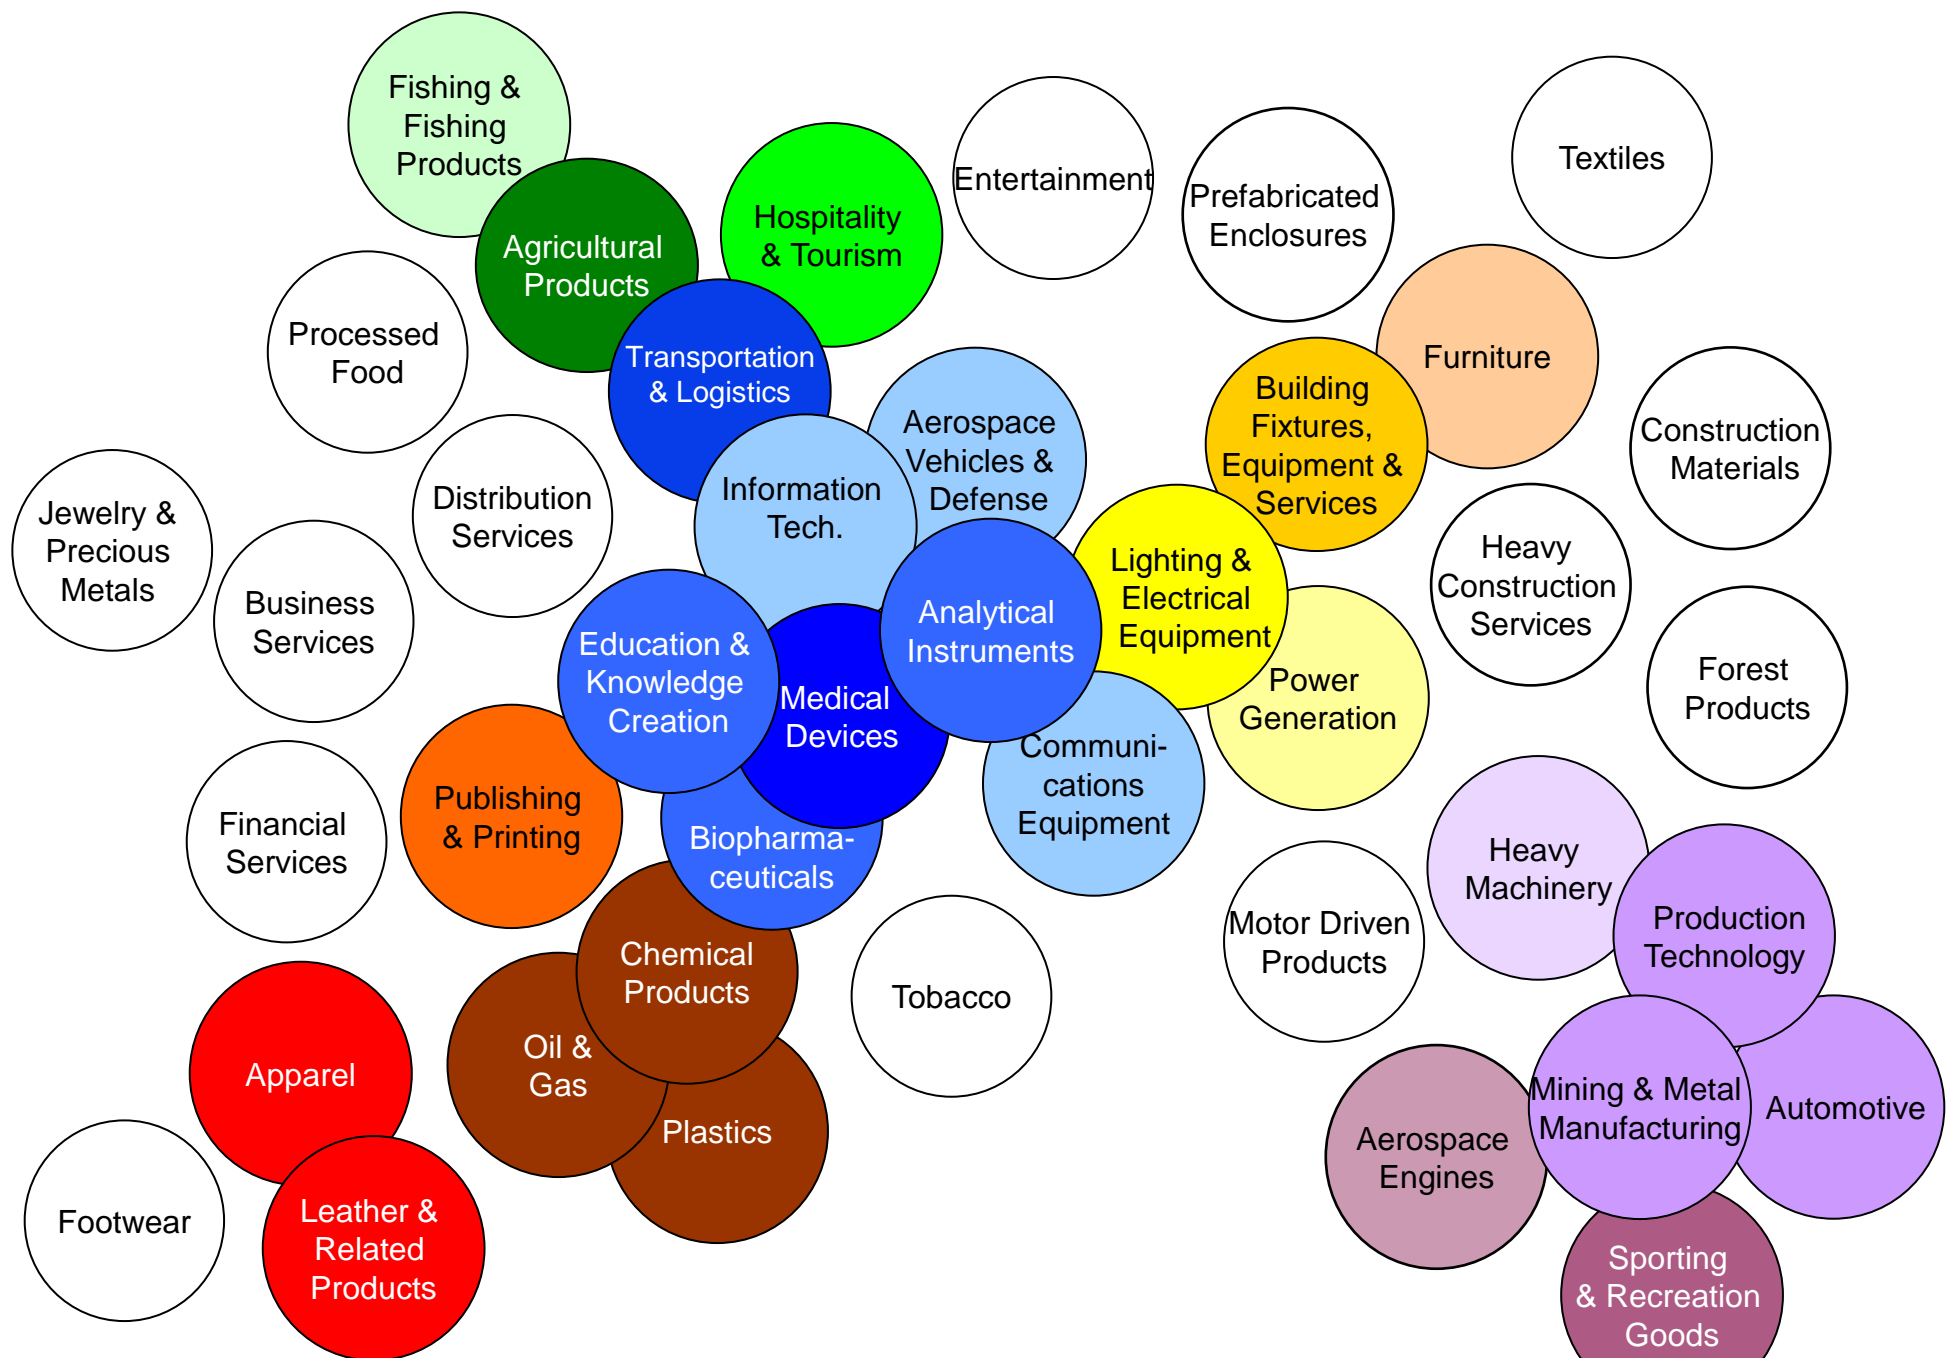 Fishing &
Fishing
Products
Textiles
Entertainment
Prefabricated
Enclosures
Hospitality
& Tourism
Agricultural
Products
Processed
Food
Transportation
& Logistics
Furniture
Building
Fixtures,
Equipment &
Services
Aerospace
Vehicles &
Defense
Construction
Materials
Information
Tech.
Distribution
Services
Jewelry &
Precious
Metals
Business
Services
Lighting &
Electrical
Equipment
Heavy
Construction
Services
Analytical
Instruments
Education &
Knowledge
Creation
Medical
Devices
Power
Generation
Forest
Products
Communi-
cations
Equipment
Publishing
& Printing
Financial
Services
Biopharma-
ceuticals
Heavy
Machinery
Motor Driven
Products
Production
Technology
Chemical
Products
Tobacco
Oil &
Gas
Apparel
Plastics
Mining & Metal
Manufacturing
Automotive
Aerospace
Engines
Footwear
Leather &
Related
Products
Sporting
& Recreation
Goods